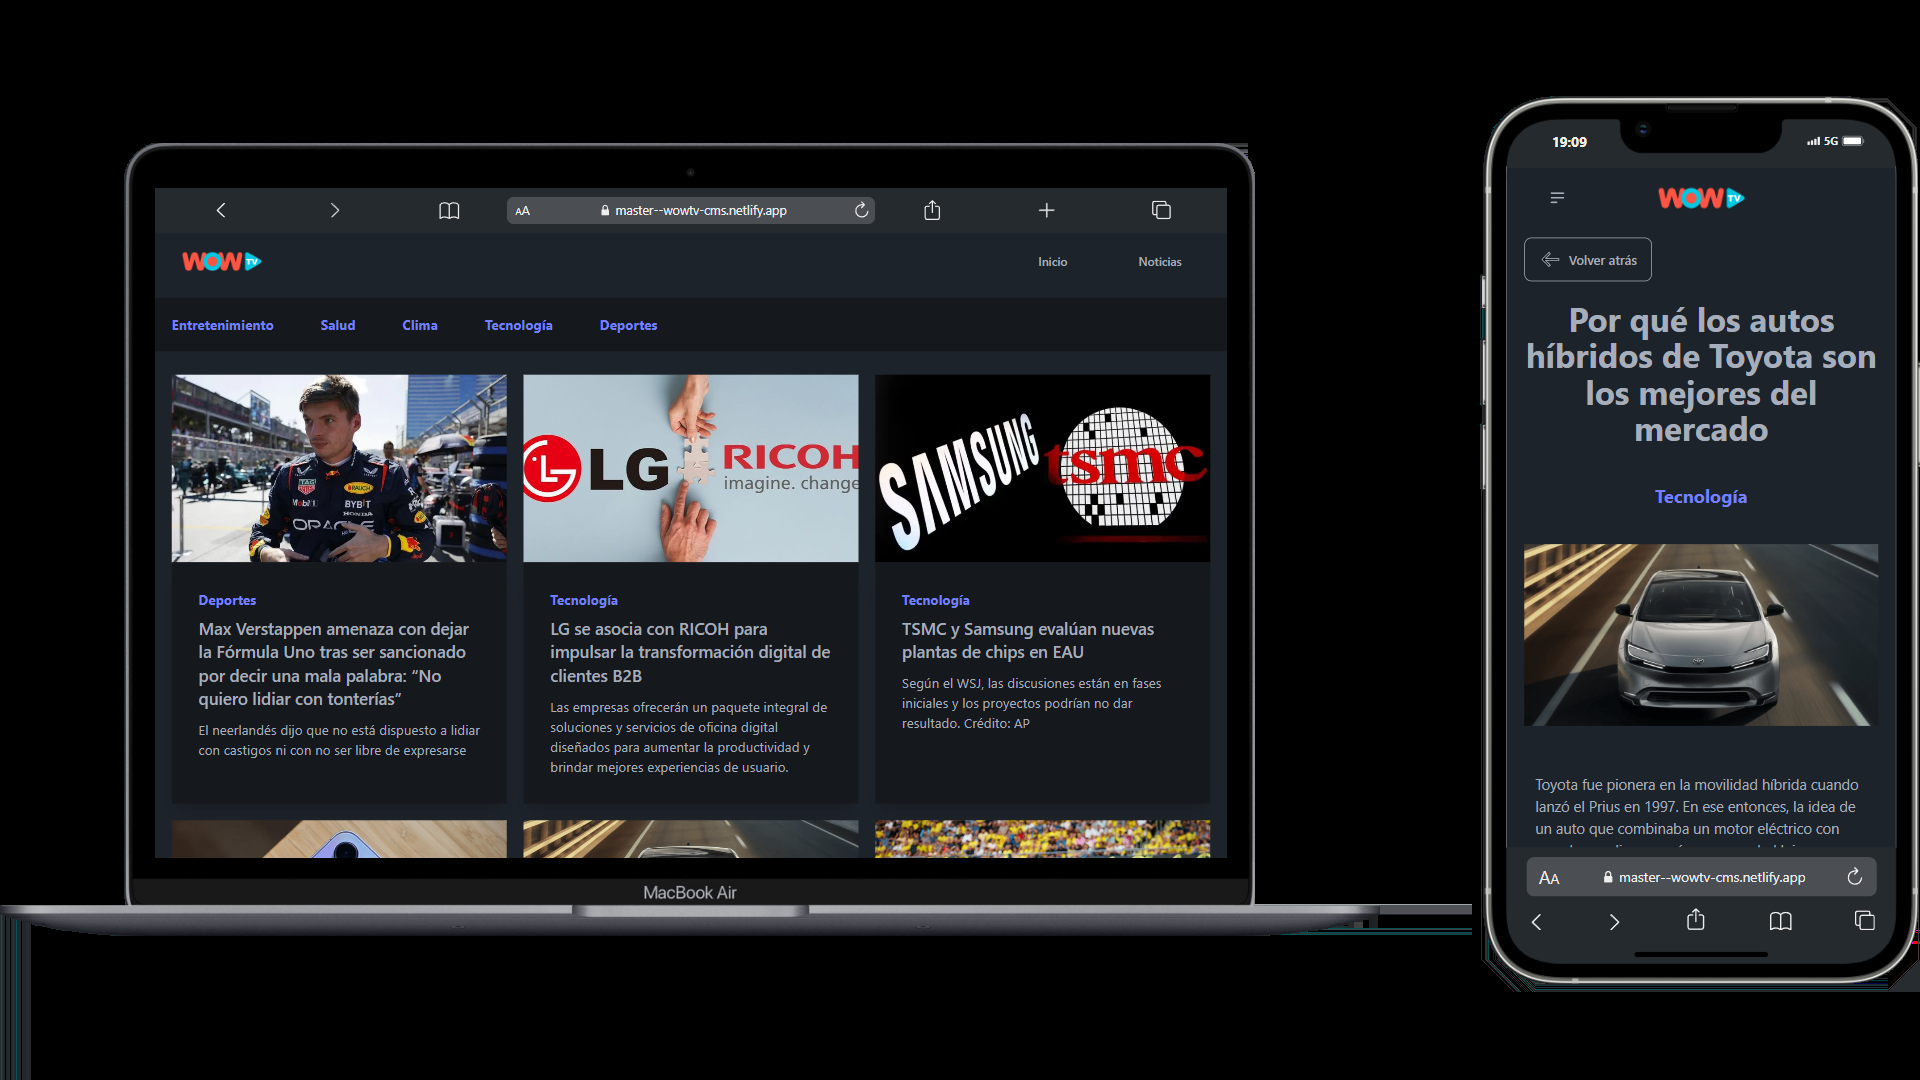 AA master--wowtv-cms.netlify.app
WOW TV
Inicio
Noticias
Entretenimiento
Salud
Clima
Tecnología
Deportes
TAG
RAUCH
Mobil 1
BYBIT
HONDA
ORACLE
LG
RICOH
imagine. change
SAMSUNG
tsmc
Deportes
Max Verstappen amenaza con dejar
la Fórmula Uno tras ser sancionado
por decir una mala palabra: “No
quiero lidiar con tonterías”
El neerlandés dijo que no está dispuesto a lidiar
con castigos ni con no ser libre de expresarse
Tecnología
LG se asocia con RICOH para
impulsar la transformación digital de
clientes B2B
Las empresas ofrecerán un paquete integral de
soluciones y servicios de oficina digital
diseñados para aumentar la productividad y
brindar mejores experiencias de usuario.
Tecnología
TSMC y Samsung evalúan nuevas
plantas de chips en EAU
Según el WSJ, las discusiones están en fases
iniciales y los proyectos podrían no dar
resultado. Crédito: AP
MacBook Air
19:09
5G
WOW TV
Volver atrás
Por qué los autos
híbridos de Toyota son
los mejores del
mercado
Tecnología
Toyota fue pionera en la movilidad híbrida cuando
lanzó el Prius en 1997. En ese entonces, la idea de
un auto que combinaba un motor eléctrico con
AA master--wowtv-cms.netlify.app